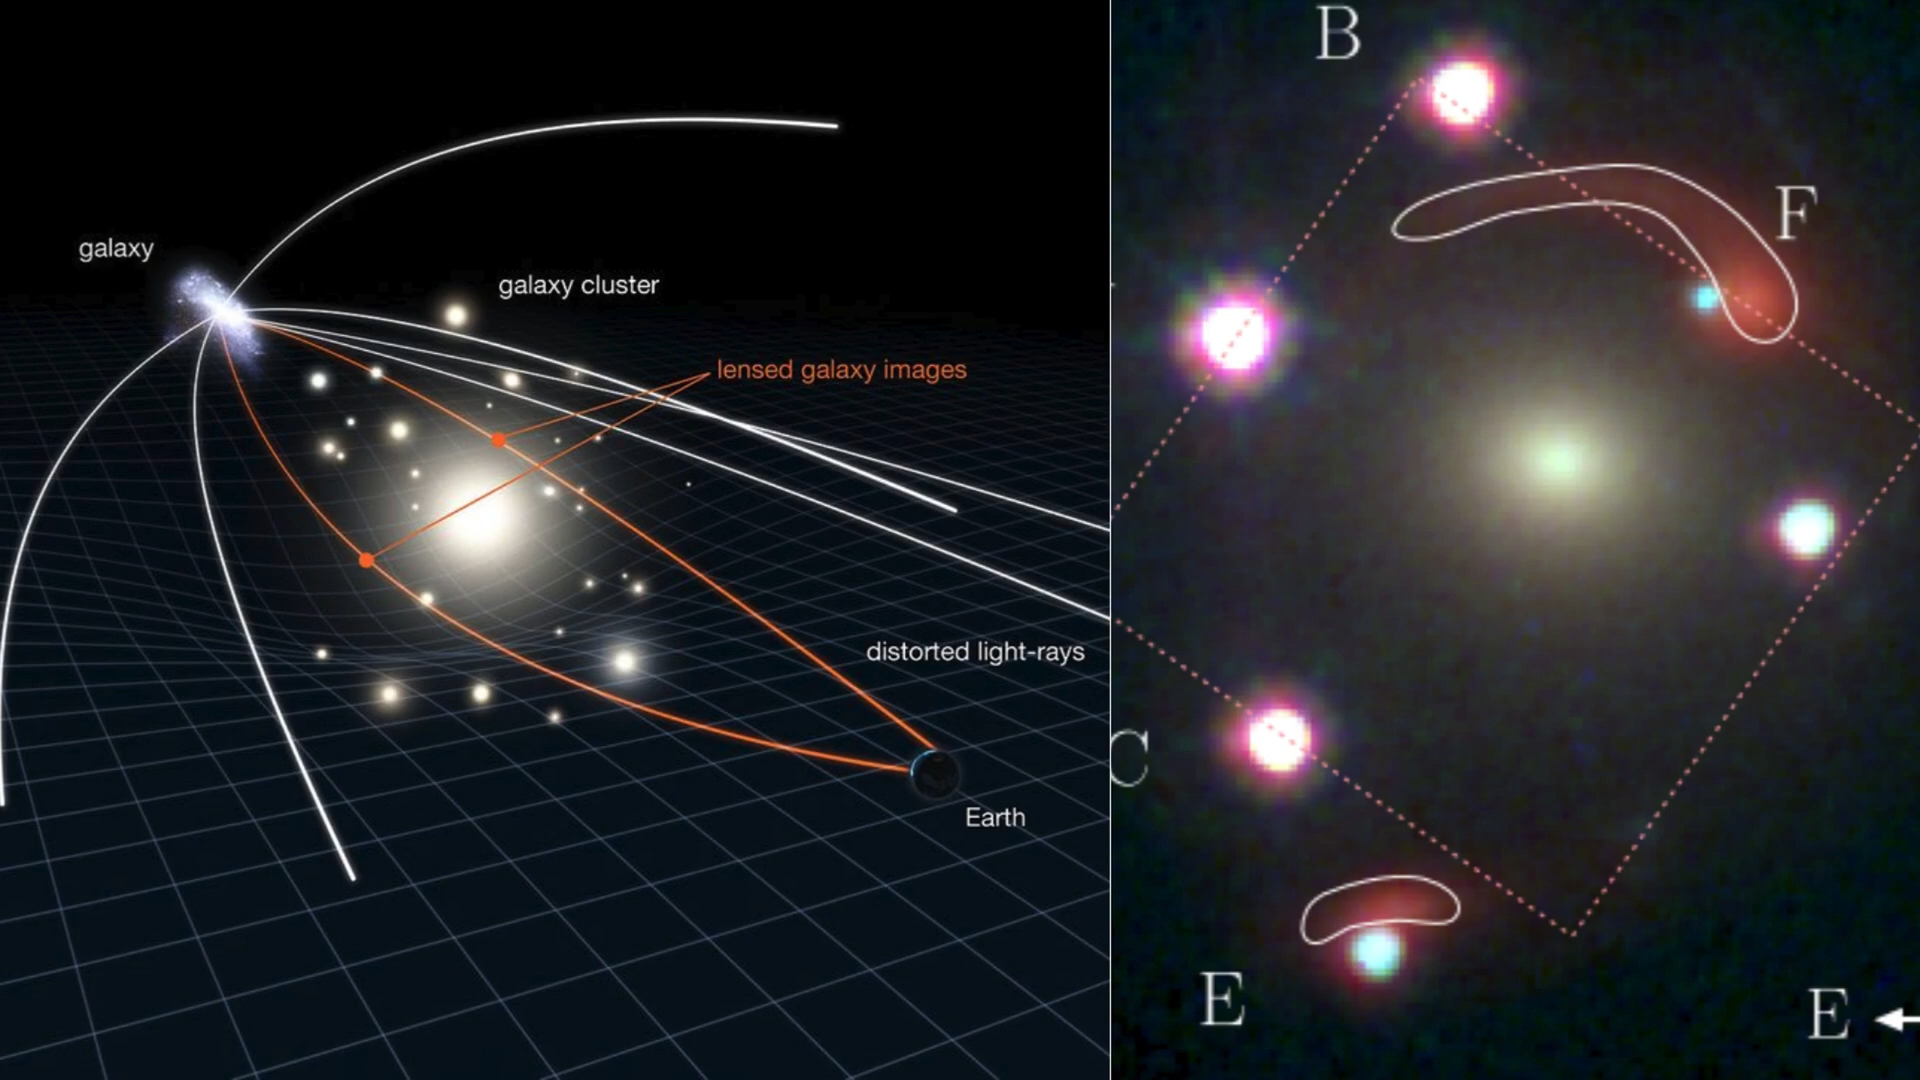 galaxy
galaxy cluster
lensed galaxy images
distorted light-rays
Earth
B
F
C
E
E